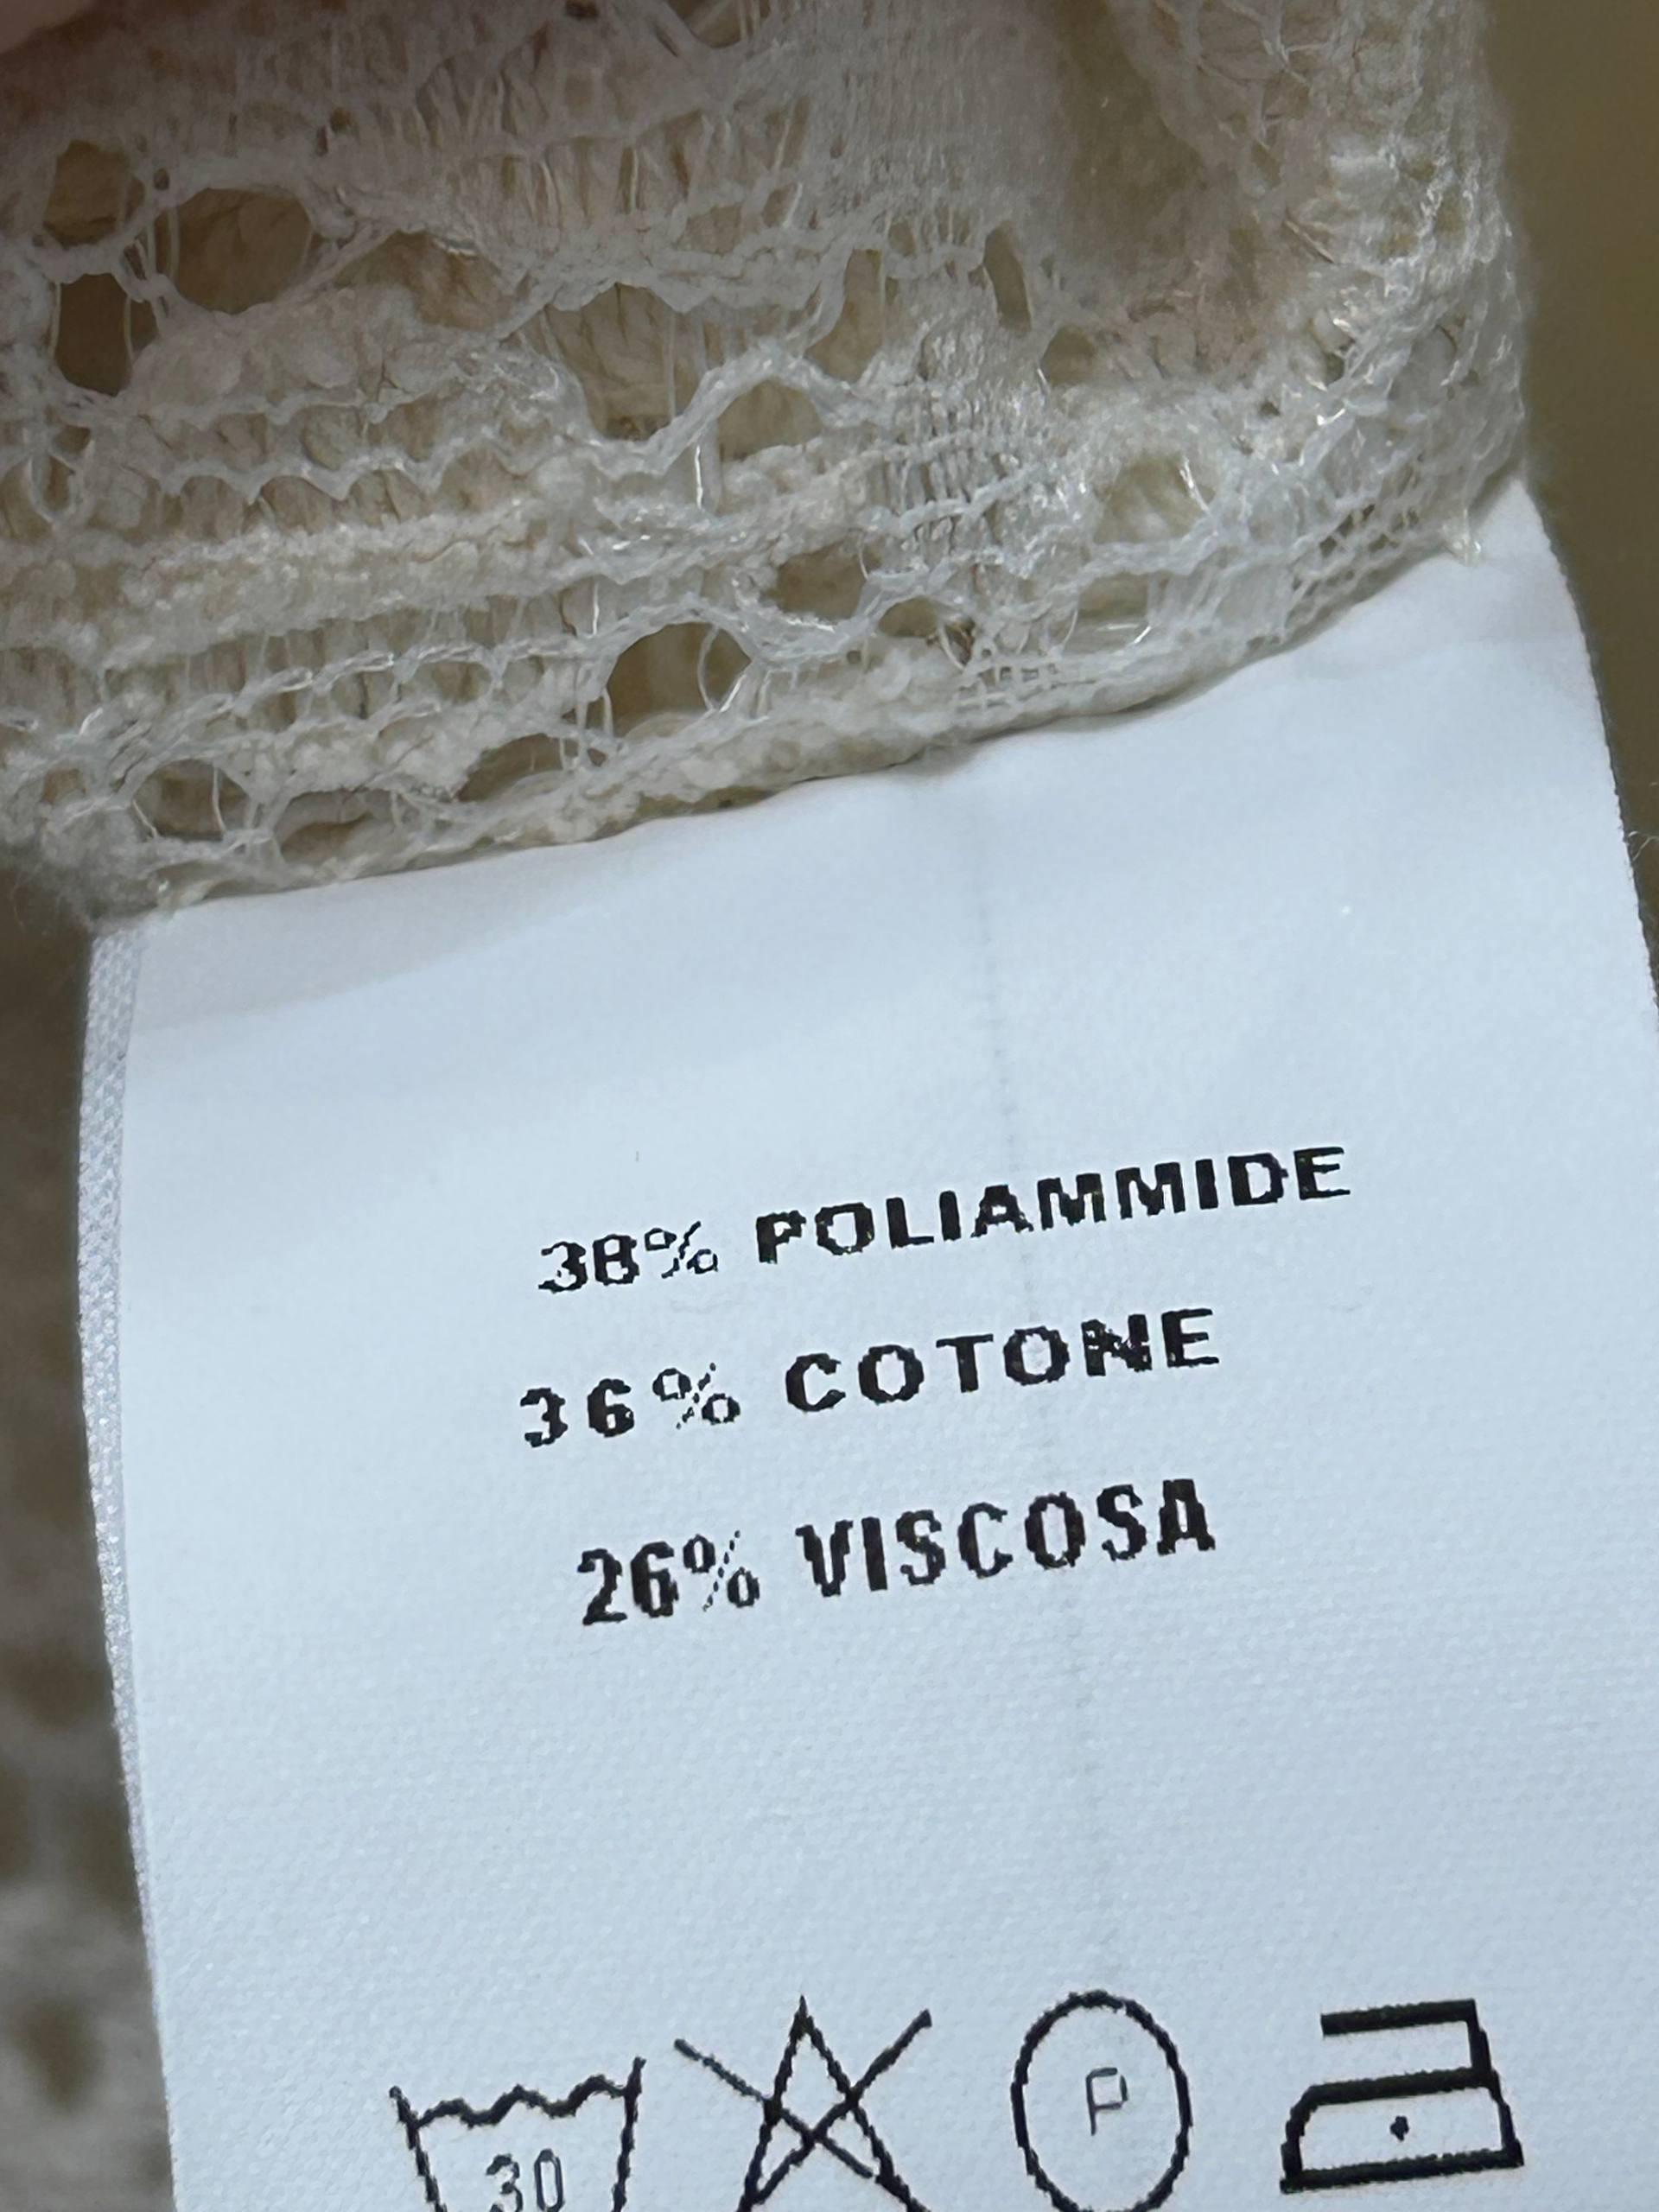 38% POLIAMMIDE
36% COTONE
26% VISCOSA
30 P